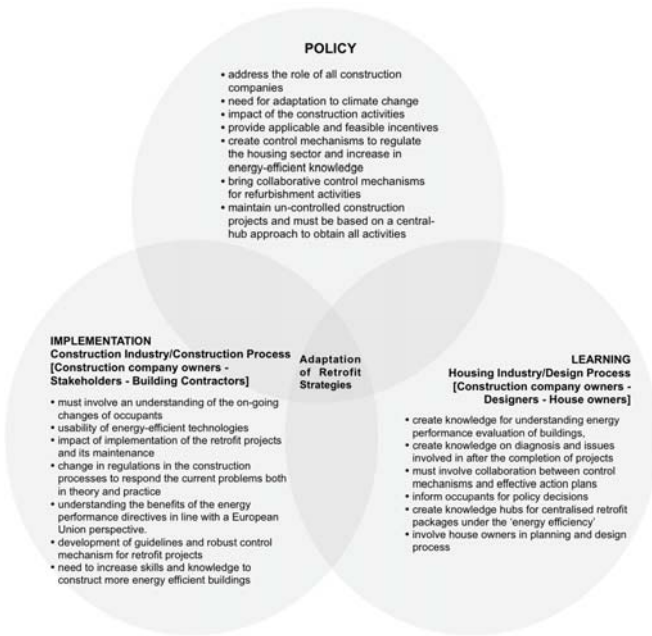 POLICY
• address the role of all construction
companies
• need for adaptation to climate change
• impact of the construction activities
• provide applicable and feasible incentives
• create control mechanisms to regulate
the housing sector and increase in
energy-efficient knowledge
• bring collaborative control mechanisms
for refurbishment activities
• maintain un-controlled construction
projects and must be based on a central-
hub approach to obtain all activities
IMPLEMENTATION
Construction Industry/Construction Process
[Construction company owners -
Stakeholders - Building Contractors]
• must involve an understanding of the on-going
changes of occupants
• usability of energy-efficient technologies
• impact of implementation of the retrofit projects
and its maintenance
• change in regulations in the construction
processes to respond the current problems both
in theory and practice
• understanding the benefits of the energy
performance directives in line with a European
Union perspective.
• development of guidelines and robust control
mechanism for retrofit projects
• need to increase skills and knowledge to
construct more energy efficient buildings
Adaptation
of Retrofit
Strategies
LEARNING
Housing Industry/Design Process
[Construction company owners -
Designers - House owners]
• create knowledge for understanding energy
performance evaluation of buildings,
• create knowledge on diagnosis and issues
involved in after the completion of projects
• must involve collaboration between control
mechanisms and effective action plans
• inform occupants for policy decisions
• create knowledge hubs for centralised retrofit
packages under the 'energy efficiency'
• involve house owners in planning and design
process